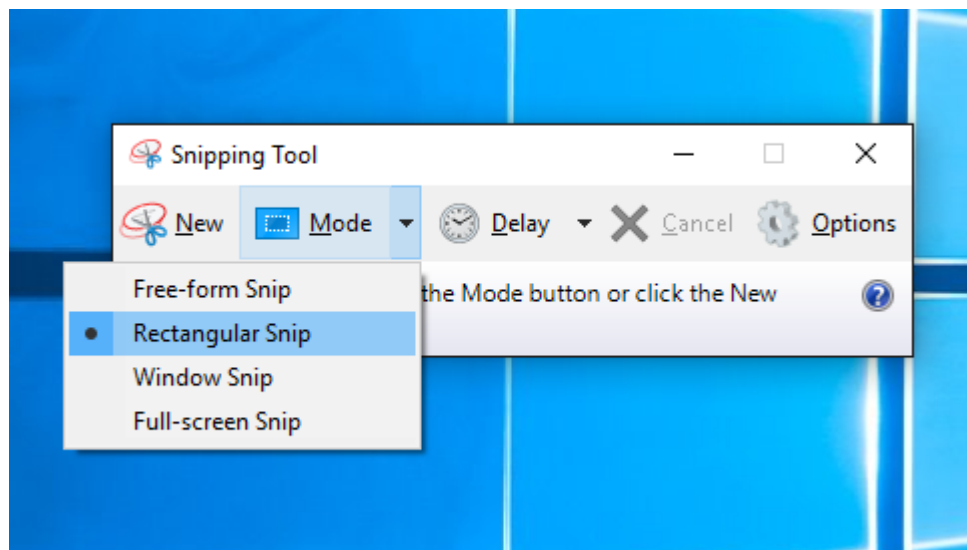 Snipping Tool
New Mode Delay Cancel Options
the Mode button or click the New
Free-form Snip
Rectangular Snip
Window Snip
Full-screen Snip